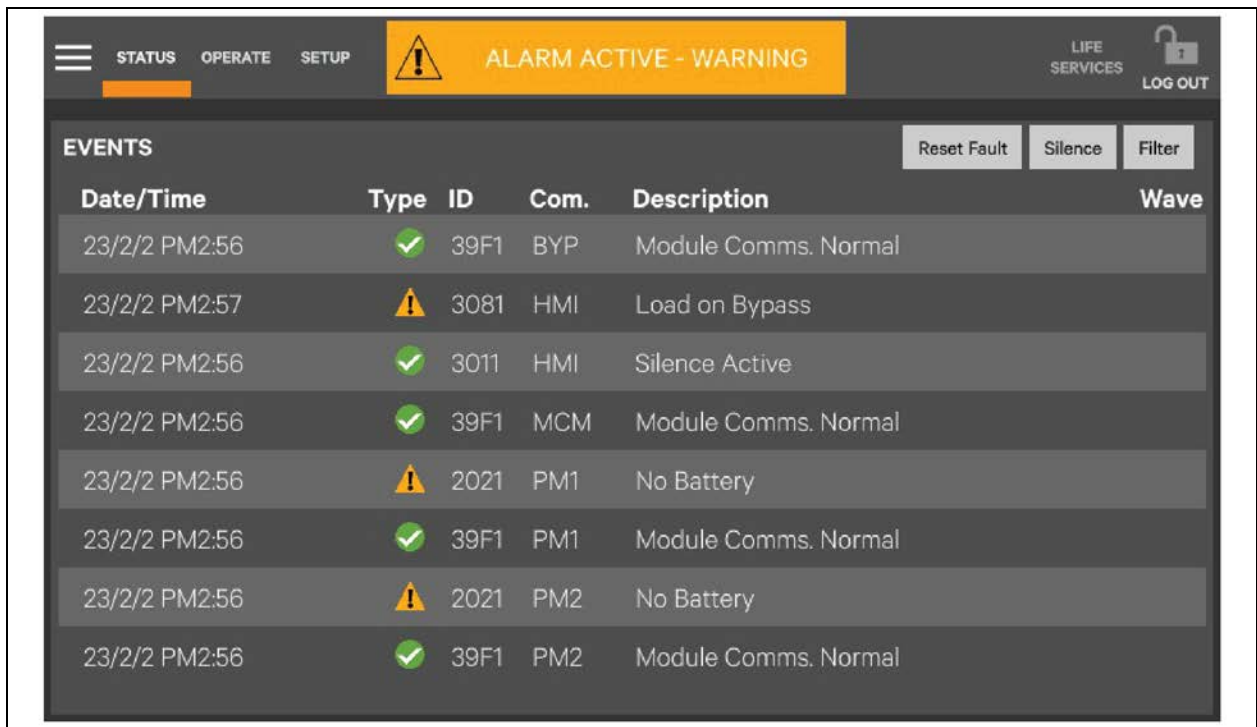 STATUS OPERATE SETUP ALARM ACTIVE - WARNING LIFE SERVICES LOG OUT
EVENTS Reset Fault Silence Filter
Date/Time Type ID Com. Description Wave
23/2/2 PM2:56 39F1 BYP Module Comms. Normal
23/2/2 PM2:57 3081 HMI Load on Bypass
23/2/2 PM2:56 3011 HMI Silence Active
23/2/2 PM2:56 39F1 MCM Module Comms. Normal
23/2/2 PM2:56 2021 PM1 No Battery
23/2/2 PM2:56 39F1 PM1 Module Comms. Normal
23/2/2 PM2:56 2021 PM2 No Battery
23/2/2 PM2:56 39F1 PM2 Module Comms. Normal